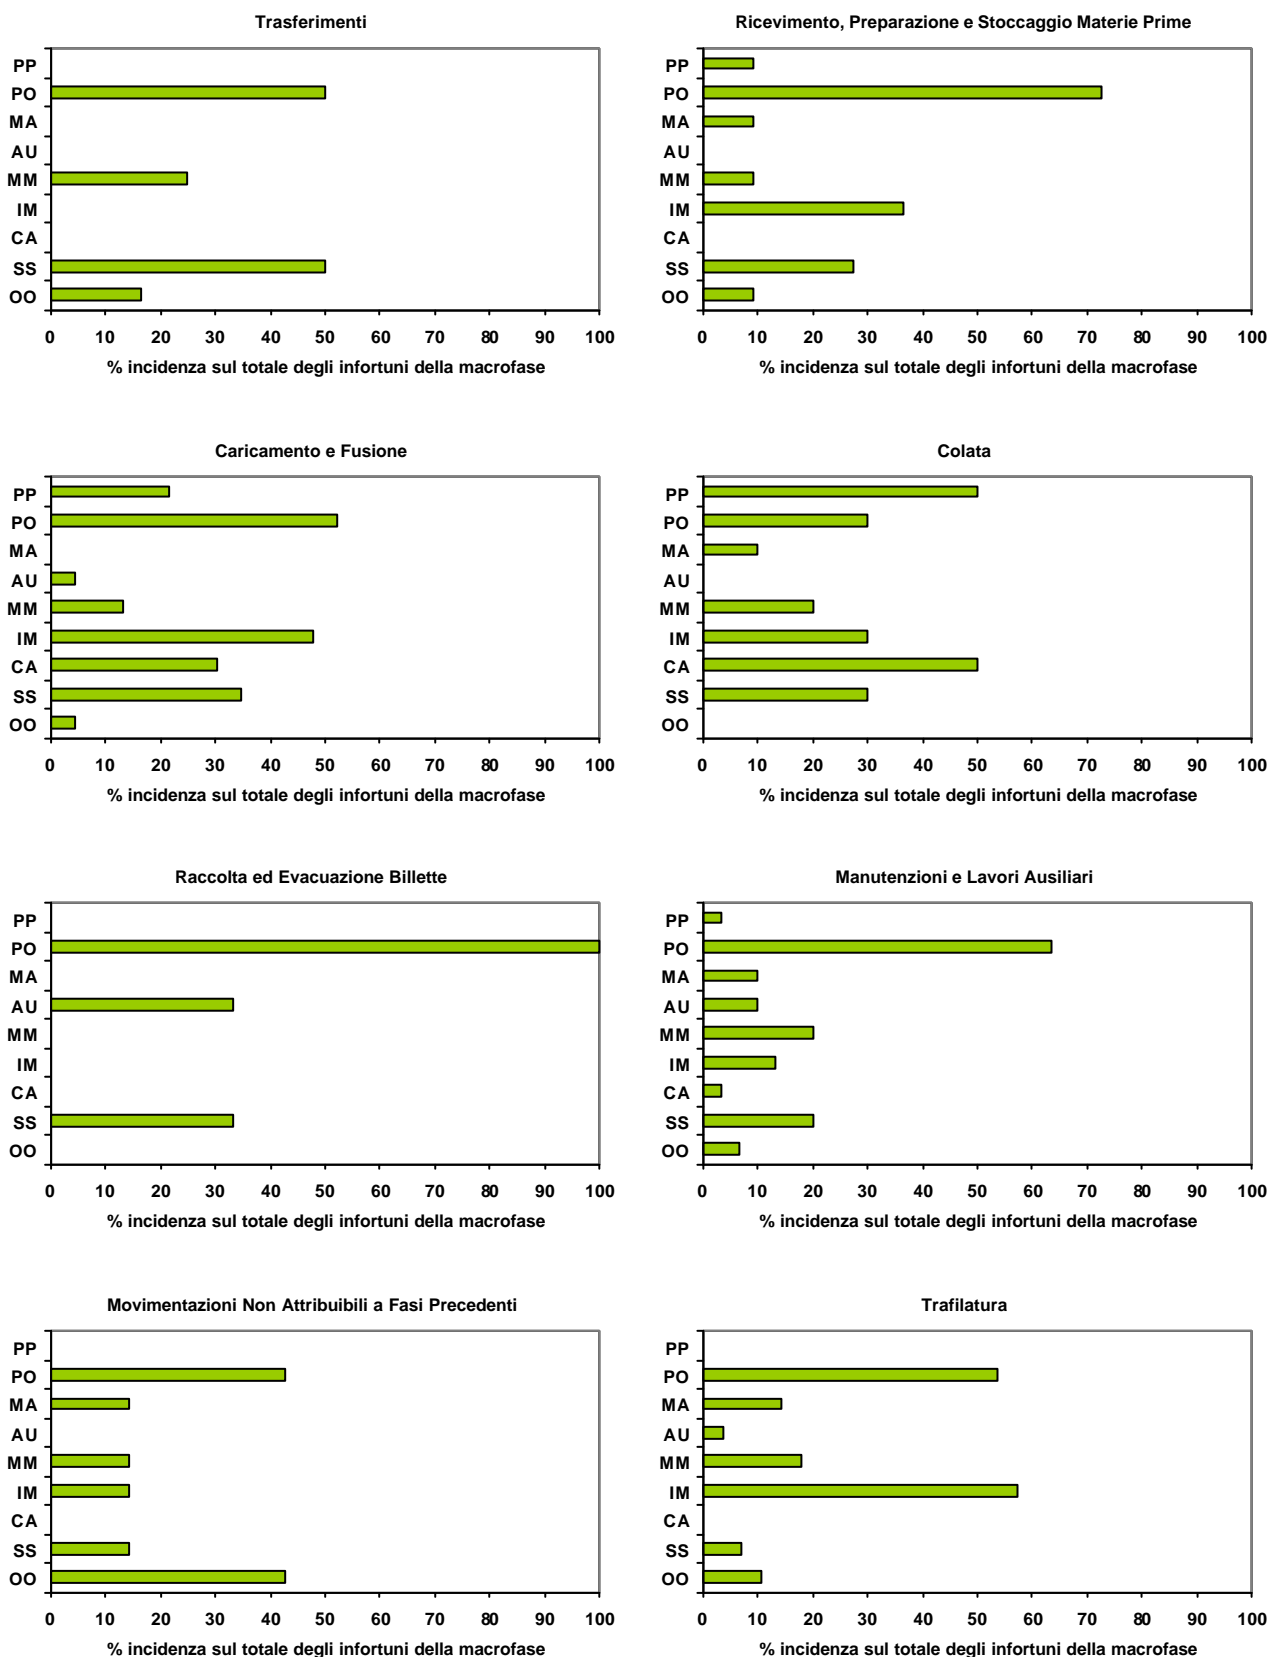 Trasferimenti
PP
PO
MA
AU
MM
IM
CA
SS
OO
0 10 20 30 40 50 60 70 80 90 100
% incidenza sul totale degli infortuni della macrofase
Ricevimento, Preparazione e Stoccaggio Materie Prime
PP
PO
MA
AU
MM
IM
CA
SS
OO
0 10 20 30 40 50 60 70 80 90 100
% incidenza sul totale degli infortuni della macrofase
Caricamento e Fusione
PP
PO
MA
AU
MM
IM
CA
SS
OO
0 10 20 30 40 50 60 70 80 90 100
% incidenza sul totale degli infortuni della macrofase
Colata
PP
PO
MA
AU
MM
IM
CA
SS
OO
0 10 20 30 40 50 60 70 80 90 100
% incidenza sul totale degli infortuni della macrofase
Raccolta ed Evacuazione Billette
PP
PO
MA
AU
MM
IM
CA
SS
OO
0 10 20 30 40 50 60 70 80 90 100
% incidenza sul totale degli infortuni della macrofase
Manutenzioni e Lavori Ausiliari
PP
PO
MA
AU
MM
IM
CA
SS
OO
0 10 20 30 40 50 60 70 80 90 100
% incidenza sul totale degli infortuni della macrofase
Movimentazioni Non Attribuibili a Fasi Precedenti
PP
PO
MA
AU
MM
IM
CA
SS
OO
0 10 20 30 40 50 60 70 80 90 100
% incidenza sul totale degli infortuni della macrofase
Trafilatura
PP
PO
MA
AU
MM
IM
CA
SS
OO
0 10 20 30 40 50 60 70 80 90 100
% incidenza sul totale degli infortuni della macrofase